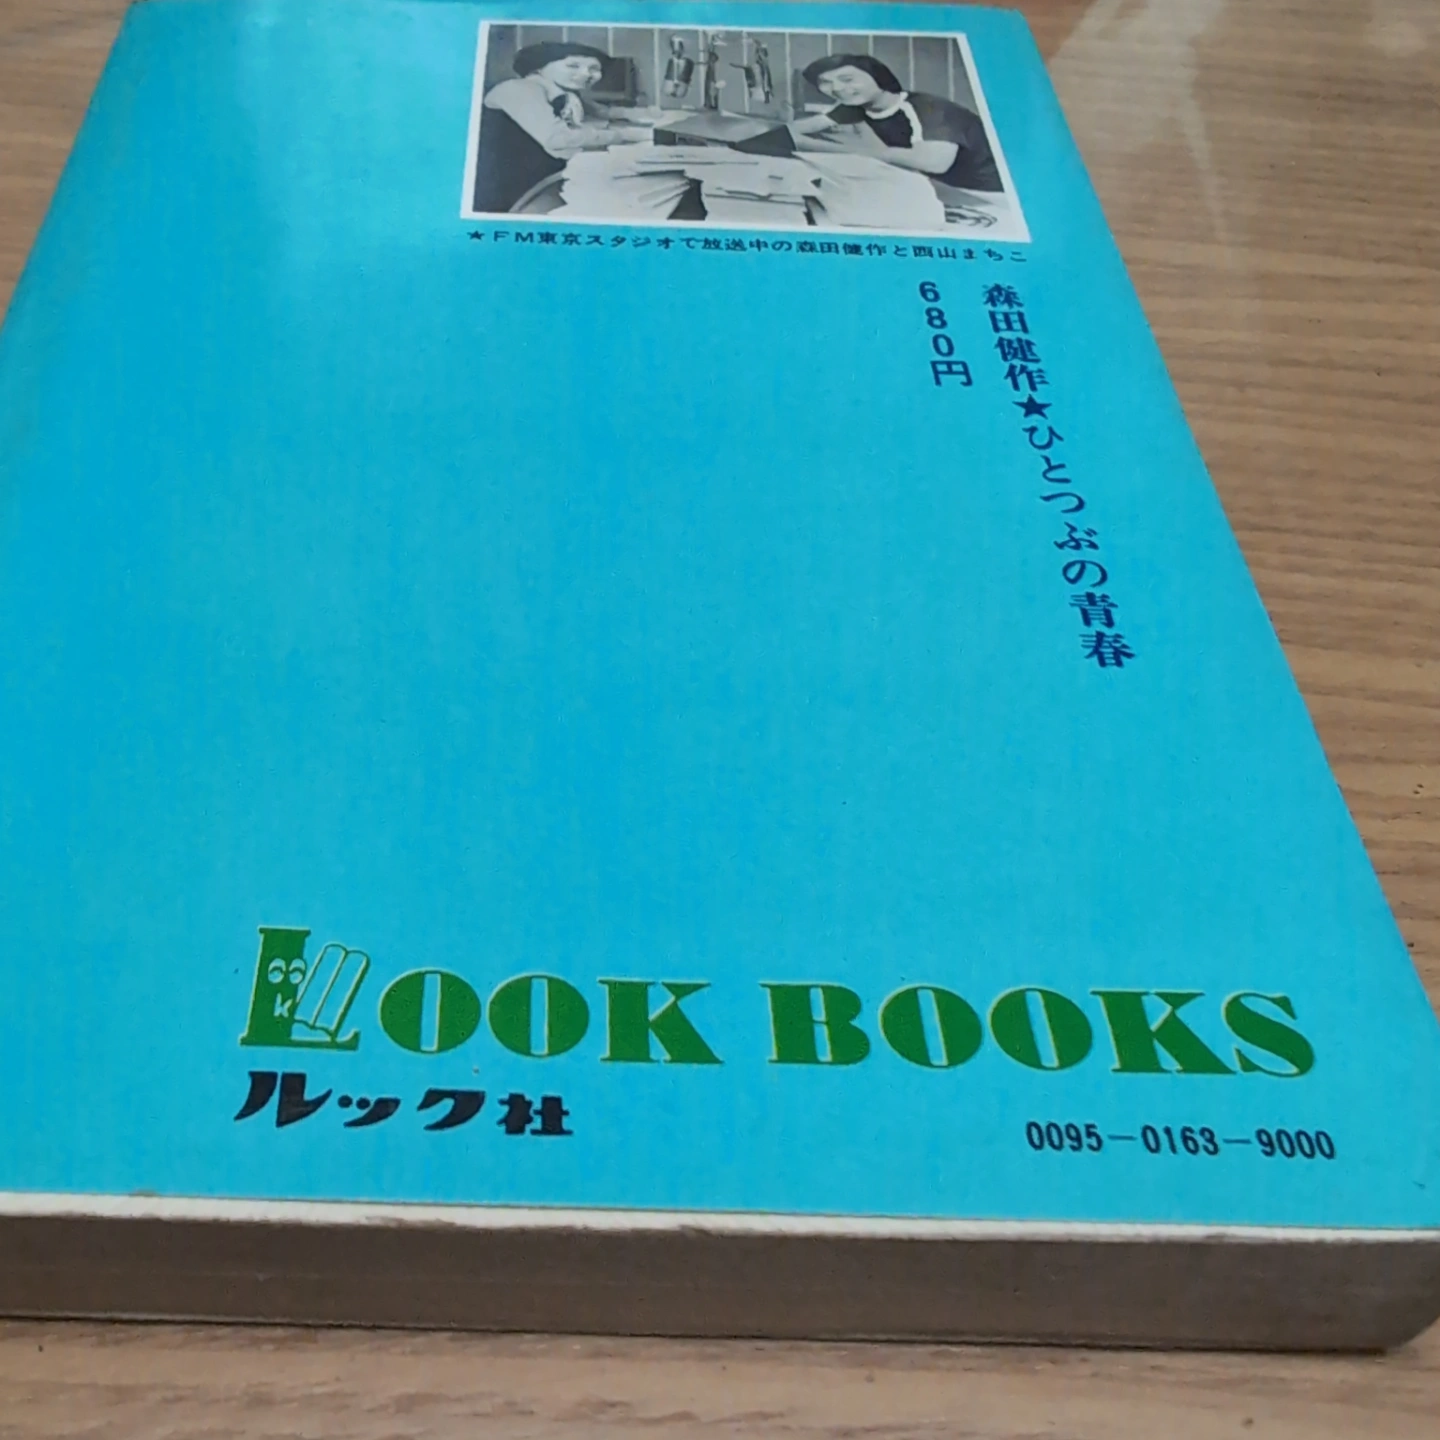 ★FM東京スタジオで放送中の森田健作と西山まちこ
森田健作★ひとつぶの青春
680円
LOOK BOOKS
ルック社
0095-0163-9000